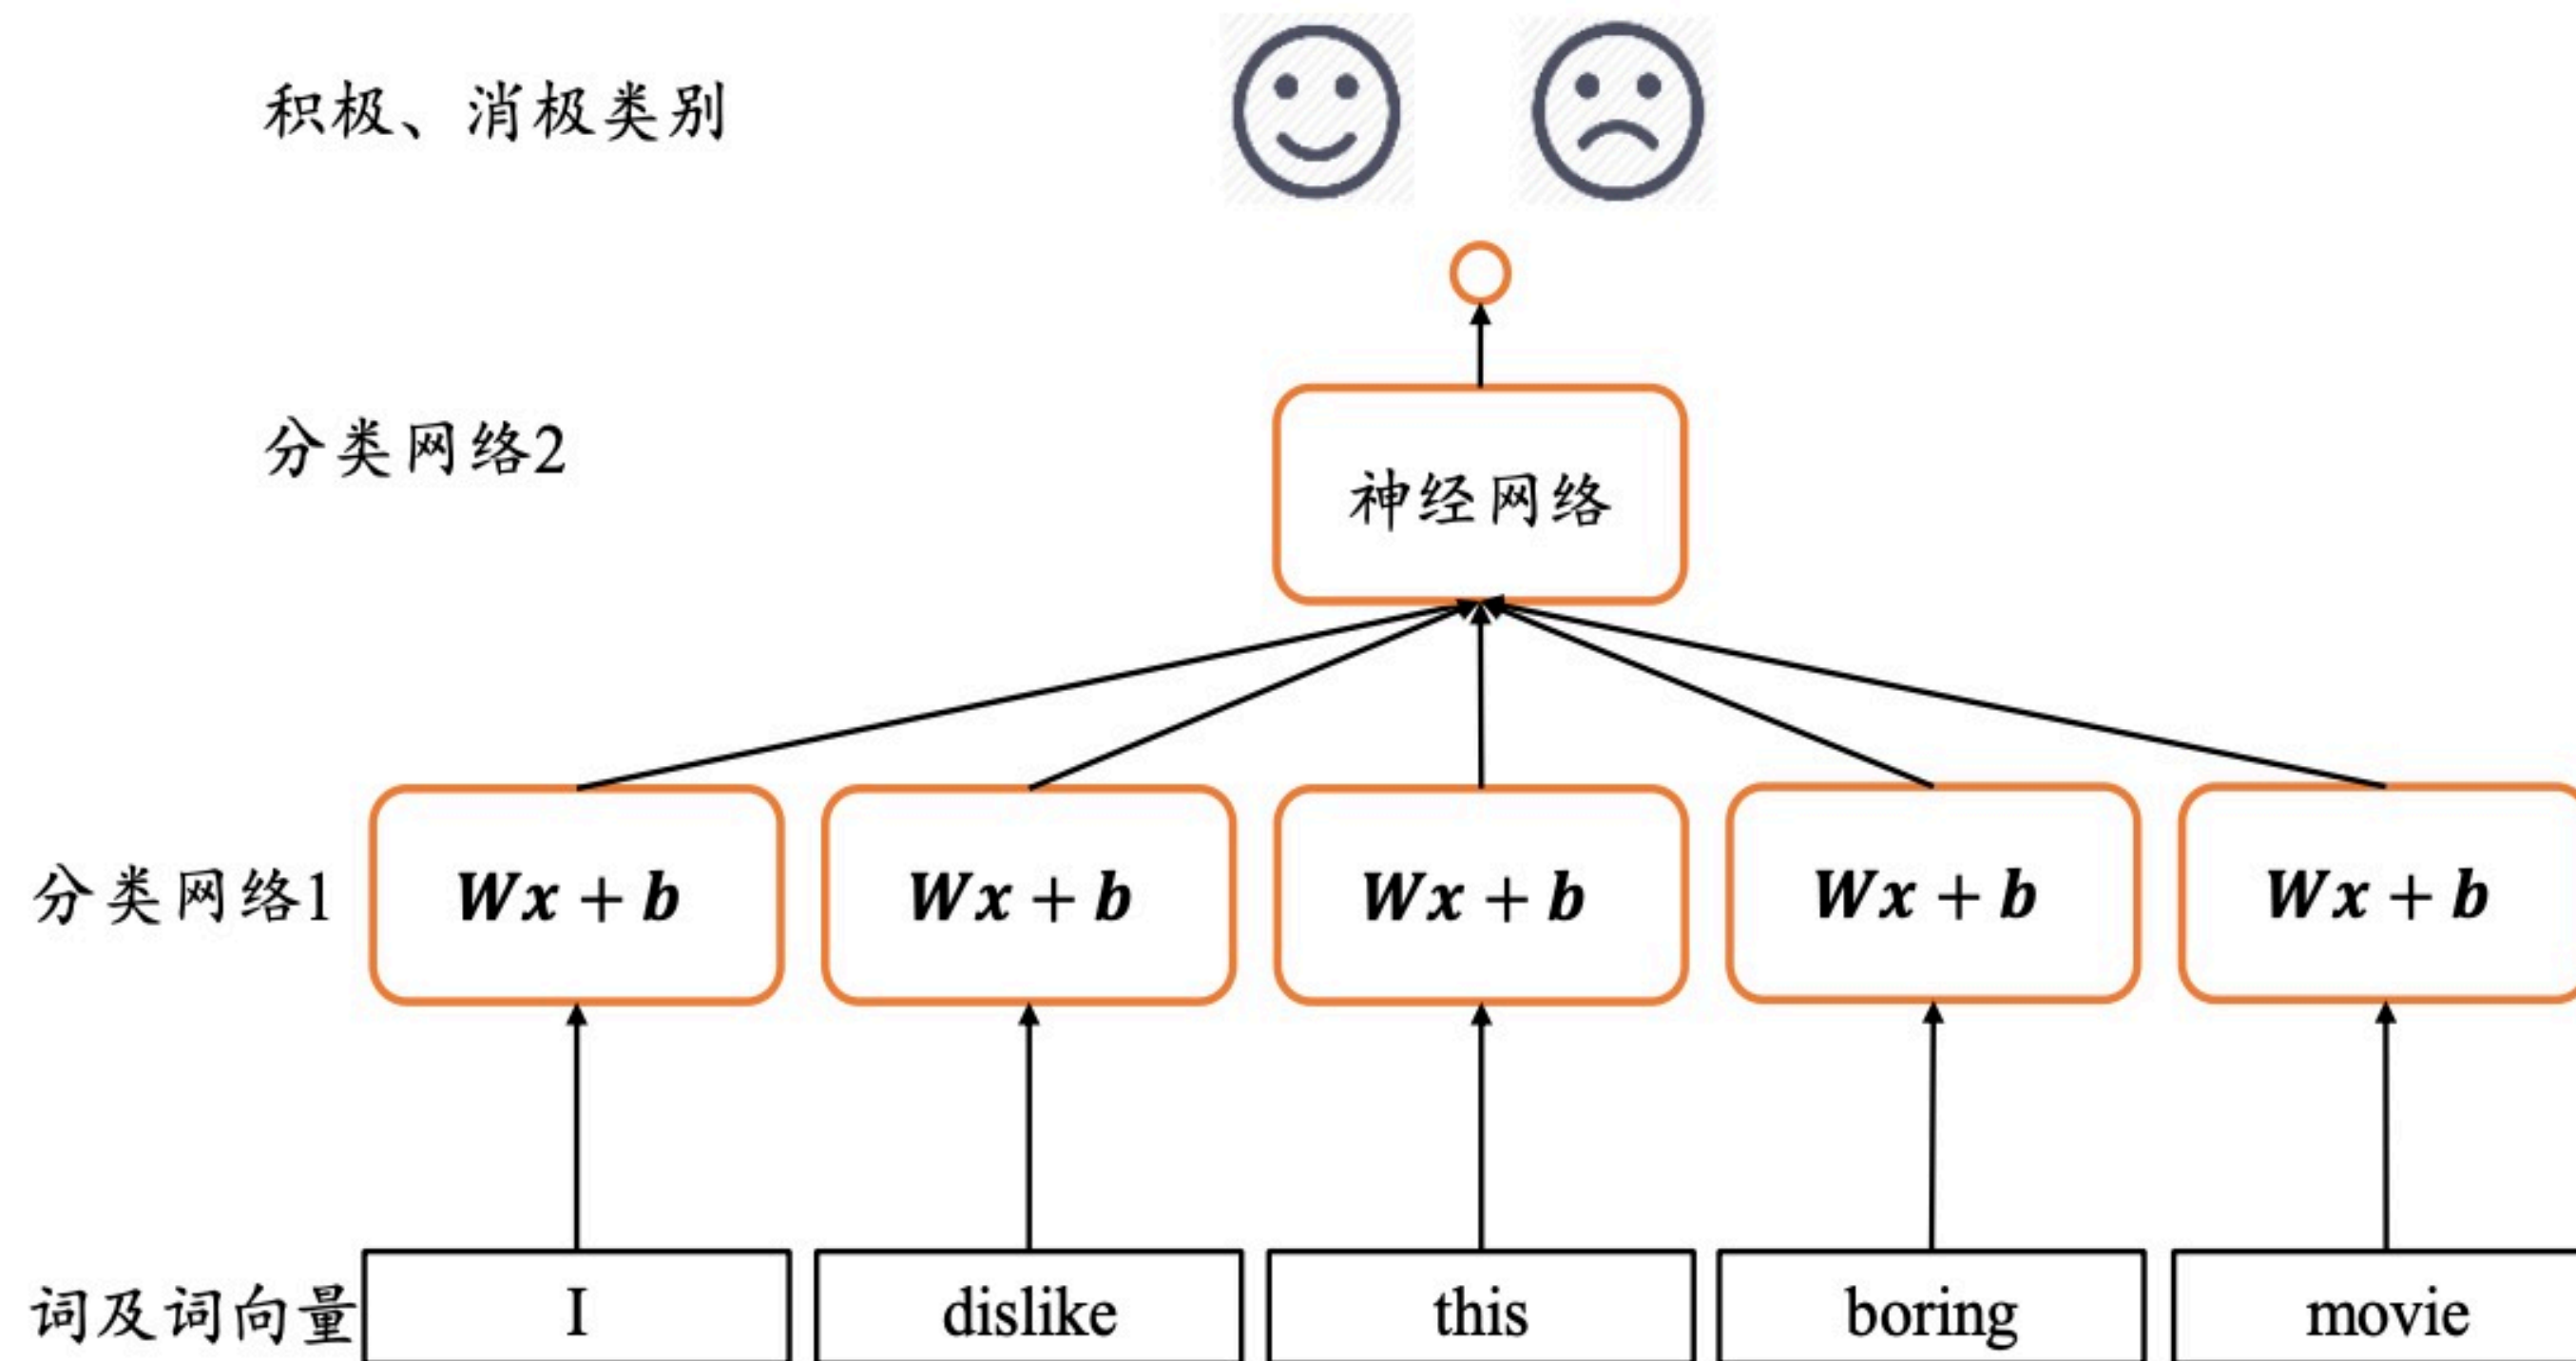 积极、消极类别
分类网络2
神经网络
分类网络1 Wx + b Wx + b Wx + b Wx + b Wx + b
词及词向量 I dislike this boring movie